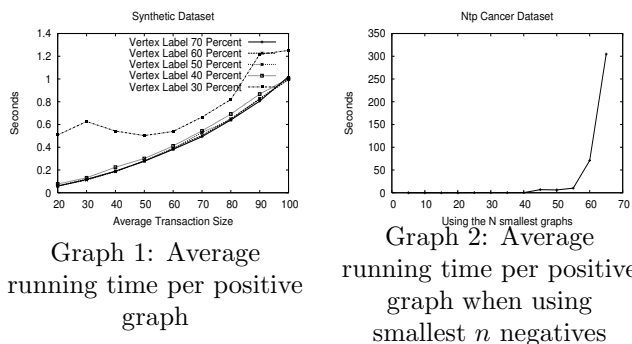 Synthetic Dataset
1.4
1.2
1
0.8
0.6
0.4
0.2
0
Seconds
Vertex Label 70 Percent
Vertex Label 60 Percent
Vertex Label 50 Percent
Vertex Label 40 Percent
Vertex Label 30 Percent
20 30 40 50 60 70 80 90 100
Average Transaction Size
Graph 1: Average
running time per positive
graph
Ntp Cancer Dataset
350
300
250
200
150
100
50
0
Seconds
0 10 20 30 40 50 60 70
Using the N smallest graphs
Graph 2: Average
running time per positive
graph when using
smallest n negatives